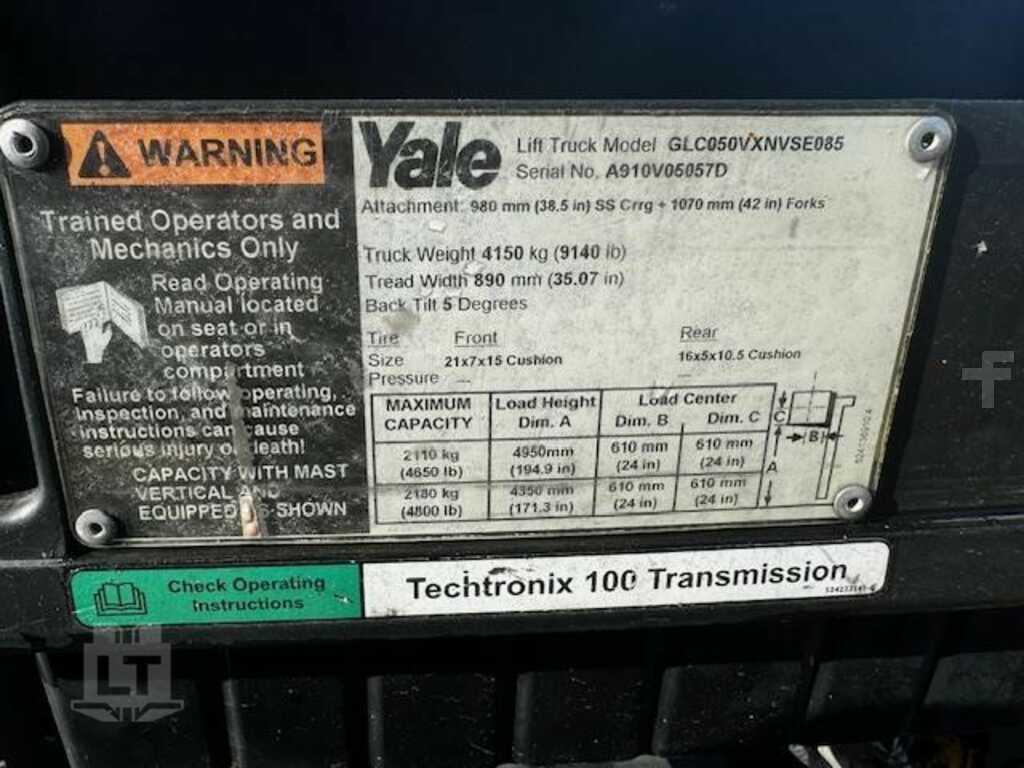 WARNING
Trained Operators and
Mechanics Only
Read Operating
Manual located
on seat or in
operators
compartment
Failure to follow operating,
inspection, and maintenance
instructions can cause
serious injury or death!
CAPACITY WITH MAST
VERTICAL AND
EQUIPPED AS SHOWN
Yale
Lift Truck Model GLC050VXNVSE085
Serial No. A910V05057D
Attachment: 980 mm (38.5 in) SS Crrg + 1070 mm (42 in) Forks
Truck Weight 4150 kg (9140 lb)
Tread Width 890 mm (35.07 in)
Back Tilt 5 Degrees
Tire Front Rear
Size 21x7x15 Cushion 16x5x10.5 Cushion
Pressure — —
MAXIMUM CAPACITY Load Height Dim. A Load Center Dim. B Dim. C
2110 kg (4650 lb) 4950mm (194.9 in) 610 mm (24 in) 610 mm (24 in)
2180 kg (4800 lb) 4350 mm (171.3 in) 610 mm (24 in) 610 mm (24 in)
C
B
A
Check Operating
Instructions
Techtronix 100 Transmission
LT
f